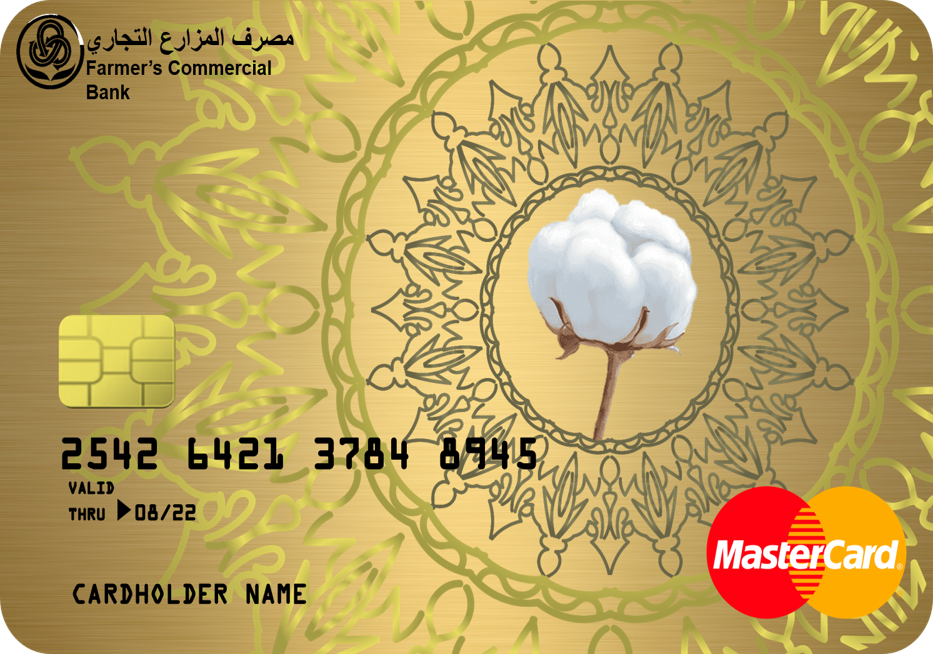 مصرف المزارع التجاري
Farmer's Commercial
Bank
2542 6421 3784 8945
VALID
THRU ▶08/22
CARDHOLDER NAME
MasterCard®